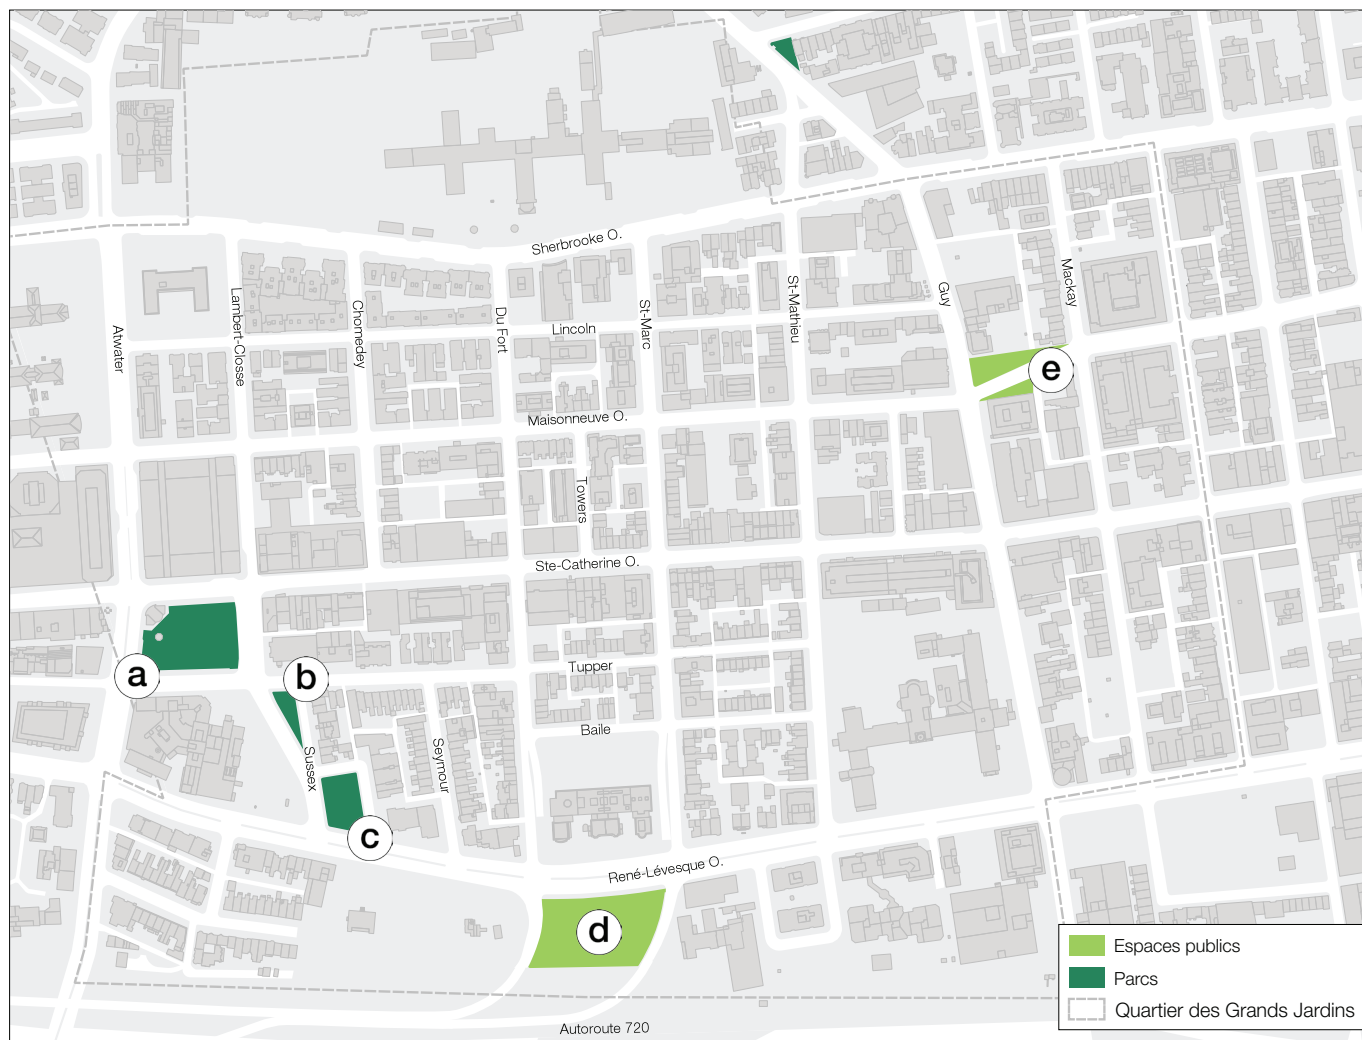 Sherbrooke O.
Lambert-Closse
Chomedey
Du Fort
Lincoln
St-Marc
St-Mathieu
Guy
Mackay
Atwater
e
Maisonneuve O.
Towers
Ste-Catherine O.
a
b
Tupper
Baile
Sussex
Seymour
c
René-Lévesque O.
d
Espaces publics
Parcs
Quartier des Grands Jardins
Autoroute 720